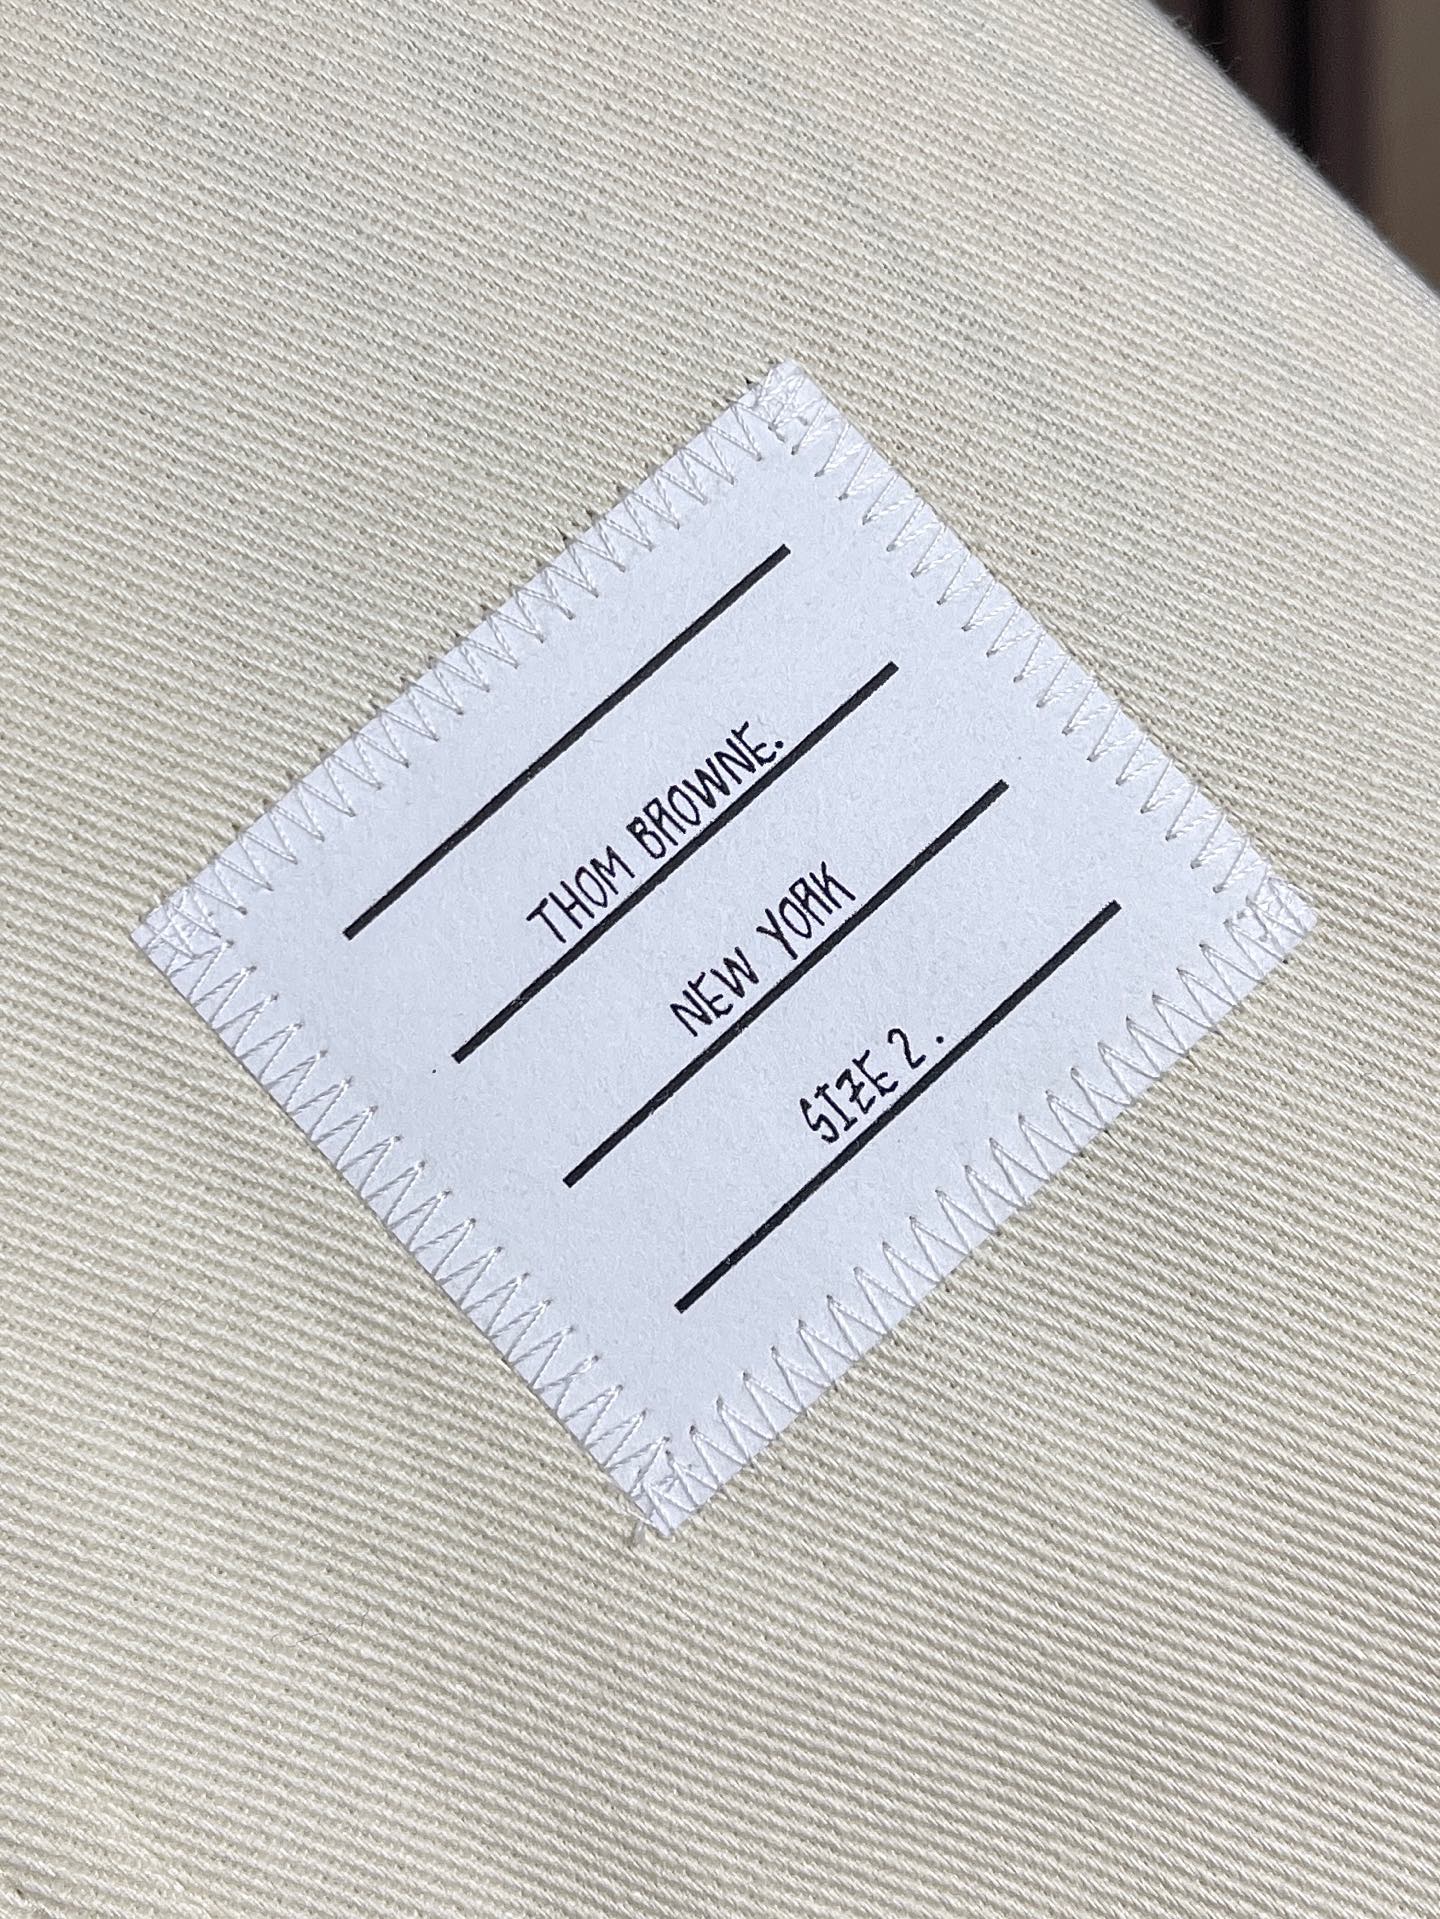 THOM BROWNE.
NEW YORK
SIZE 2 .